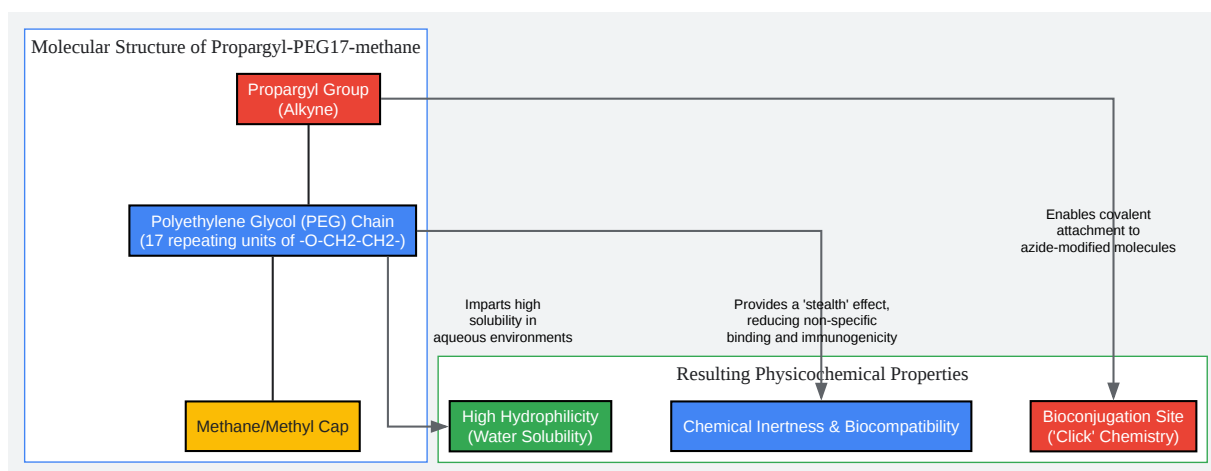 Molecular Structure of Propargyl-PEG17-methane
Propargyl Group
(Alkyne)
Polyethylene Glycol (PEG) Chain
(17 repeating units of -O-CH2-CH2-)
Enables covalent
attachment to
azide-modified molecules
Imparts high
solubility in
aqueous environments
Provides a 'stealth' effect,
reducing non-specific
binding and immunogenicity
Resulting Physicochemical Properties
Methane/Methyl Cap
High Hydrophilicity
(Water Solubility)
Chemical Inertness & Biocompatibility
Bioconjugation Site
('Click' Chemistry)